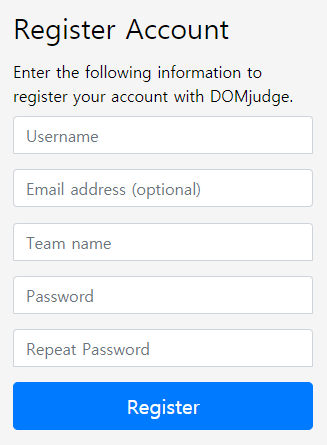 Register Account
Enter the following information to
register your account with DOMjudge.
Username
Email address (optional)
Team name
Password
Repeat Password
Register